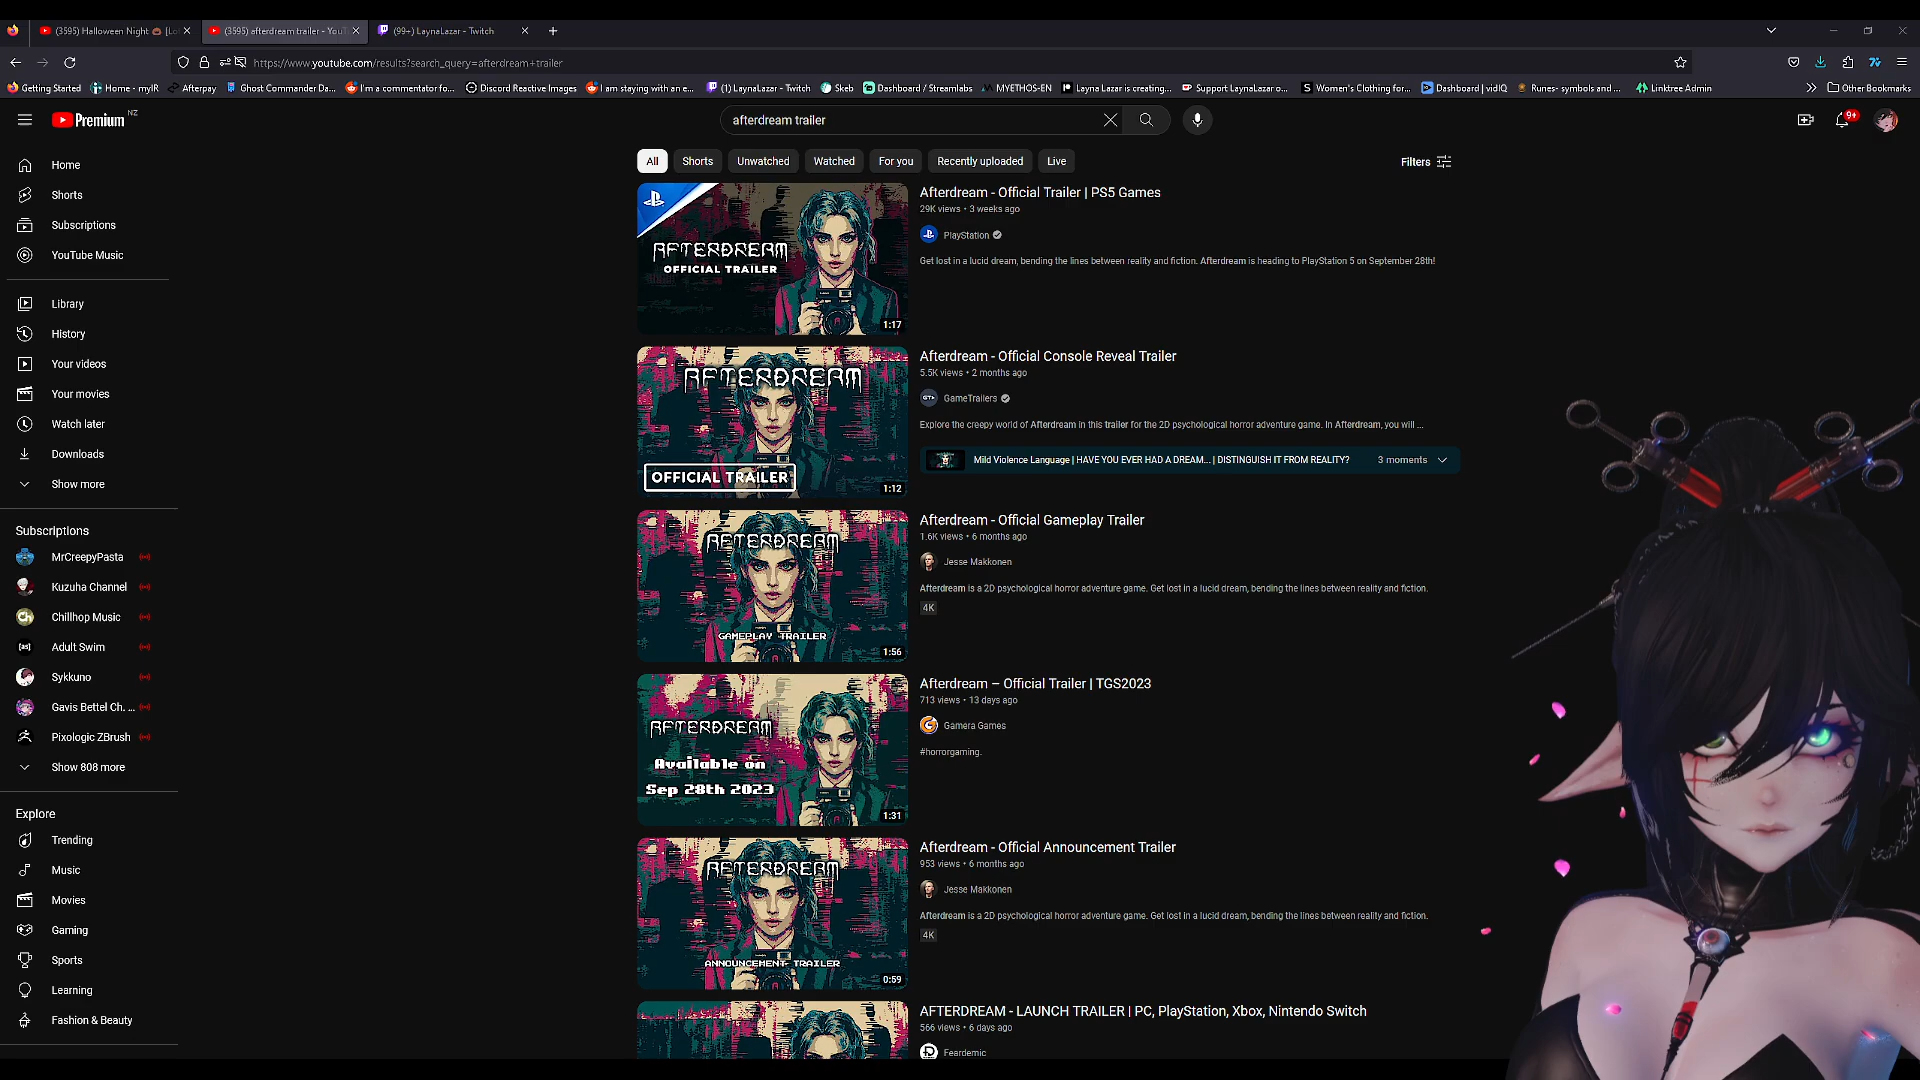 (3595) Halloween Night
(3595) afterdream trailer - YouT
(99+) LaynaLazar - Twitch
https://www.youtube.com/results?search_query=afterdream+trailer
Getting Started
Home - myIR
Afterpay
Ghost Commander Da...
I'm a commentator fo...
Discord Reactive Images
I am staying with an e...
(1) LaynaLazar - Twitch
Skeb
Dashboard / Streamlabs
MYETHOS-EN
Layna Lazar is creating...
Support LaynaLazar o...
Women's Clothing for...
Dashboard | vidIQ
Runes- symbols and ...
Linktree Admin
Other Bookmarks
Premium NZ
afterdream trailer
9+
All
Shorts
Unwatched
Watched
For you
Recently uploaded
Live
Filters
Home
Shorts
Subscriptions
YouTube Music
Library
History
Your videos
Your movies
Watch later
Downloads
Show more
Subscriptions
MrCreepyPasta
Kuzuha Channel
Chillhop Music
[as]
Adult Swim
Sykkuno
Gavis Bettel Ch. ...
Pixologic ZBrush
Show 808 more
Explore
Trending
Music
Movies
Gaming
Sports
Learning
Fashion & Beauty
AFTERDREAM
OFFICIAL TRAILER
1:17
Afterdream - Official Trailer | PS5 Games
29K views • 3 weeks ago
PlayStation
Get lost in a lucid dream, bending the lines between reality and fiction. Afterdream is heading to PlayStation 5 on September 28th!
AFTERDREAM
OFFICIAL TRAILER
1:12
Afterdream - Official Console Reveal Trailer
5.5K views • 2 months ago
GT
GameTrailers
Explore the creepy world of Afterdream in this trailer for the 2D psychological horror adventure game. In Afterdream, you will ...
Mild Violence Language | HAVE YOU EVER HAD A DREAM... | DISTINGUISH IT FROM REALITY?
3 moments
AFTERDREAM
GAMEPLAY TRAILER
1:56
Afterdream - Official Gameplay Trailer
1.6K views • 6 months ago
Jesse Makkonen
Afterdream is a 2D psychological horror adventure game. Get lost in a lucid dream, bending the lines between reality and fiction.
4K
AFTERDREAM
Available on
Sep 28th 2023
1:31
Afterdream – Official Trailer | TGS2023
713 views • 13 days ago
Gamera Games
#horrorgaming.
AFTERDREAM
ANNOUNCEMENT TRAILER
0:59
Afterdream - Official Announcement Trailer
953 views • 6 months ago
Jesse Makkonen
Afterdream is a 2D psychological horror adventure game. Get lost in a lucid dream, bending the lines between reality and fiction.
4K
AFTERDREAM - LAUNCH TRAILER | PC, PlayStation, Xbox, Nintendo Switch
566 views • 6 days ago
Feardemic